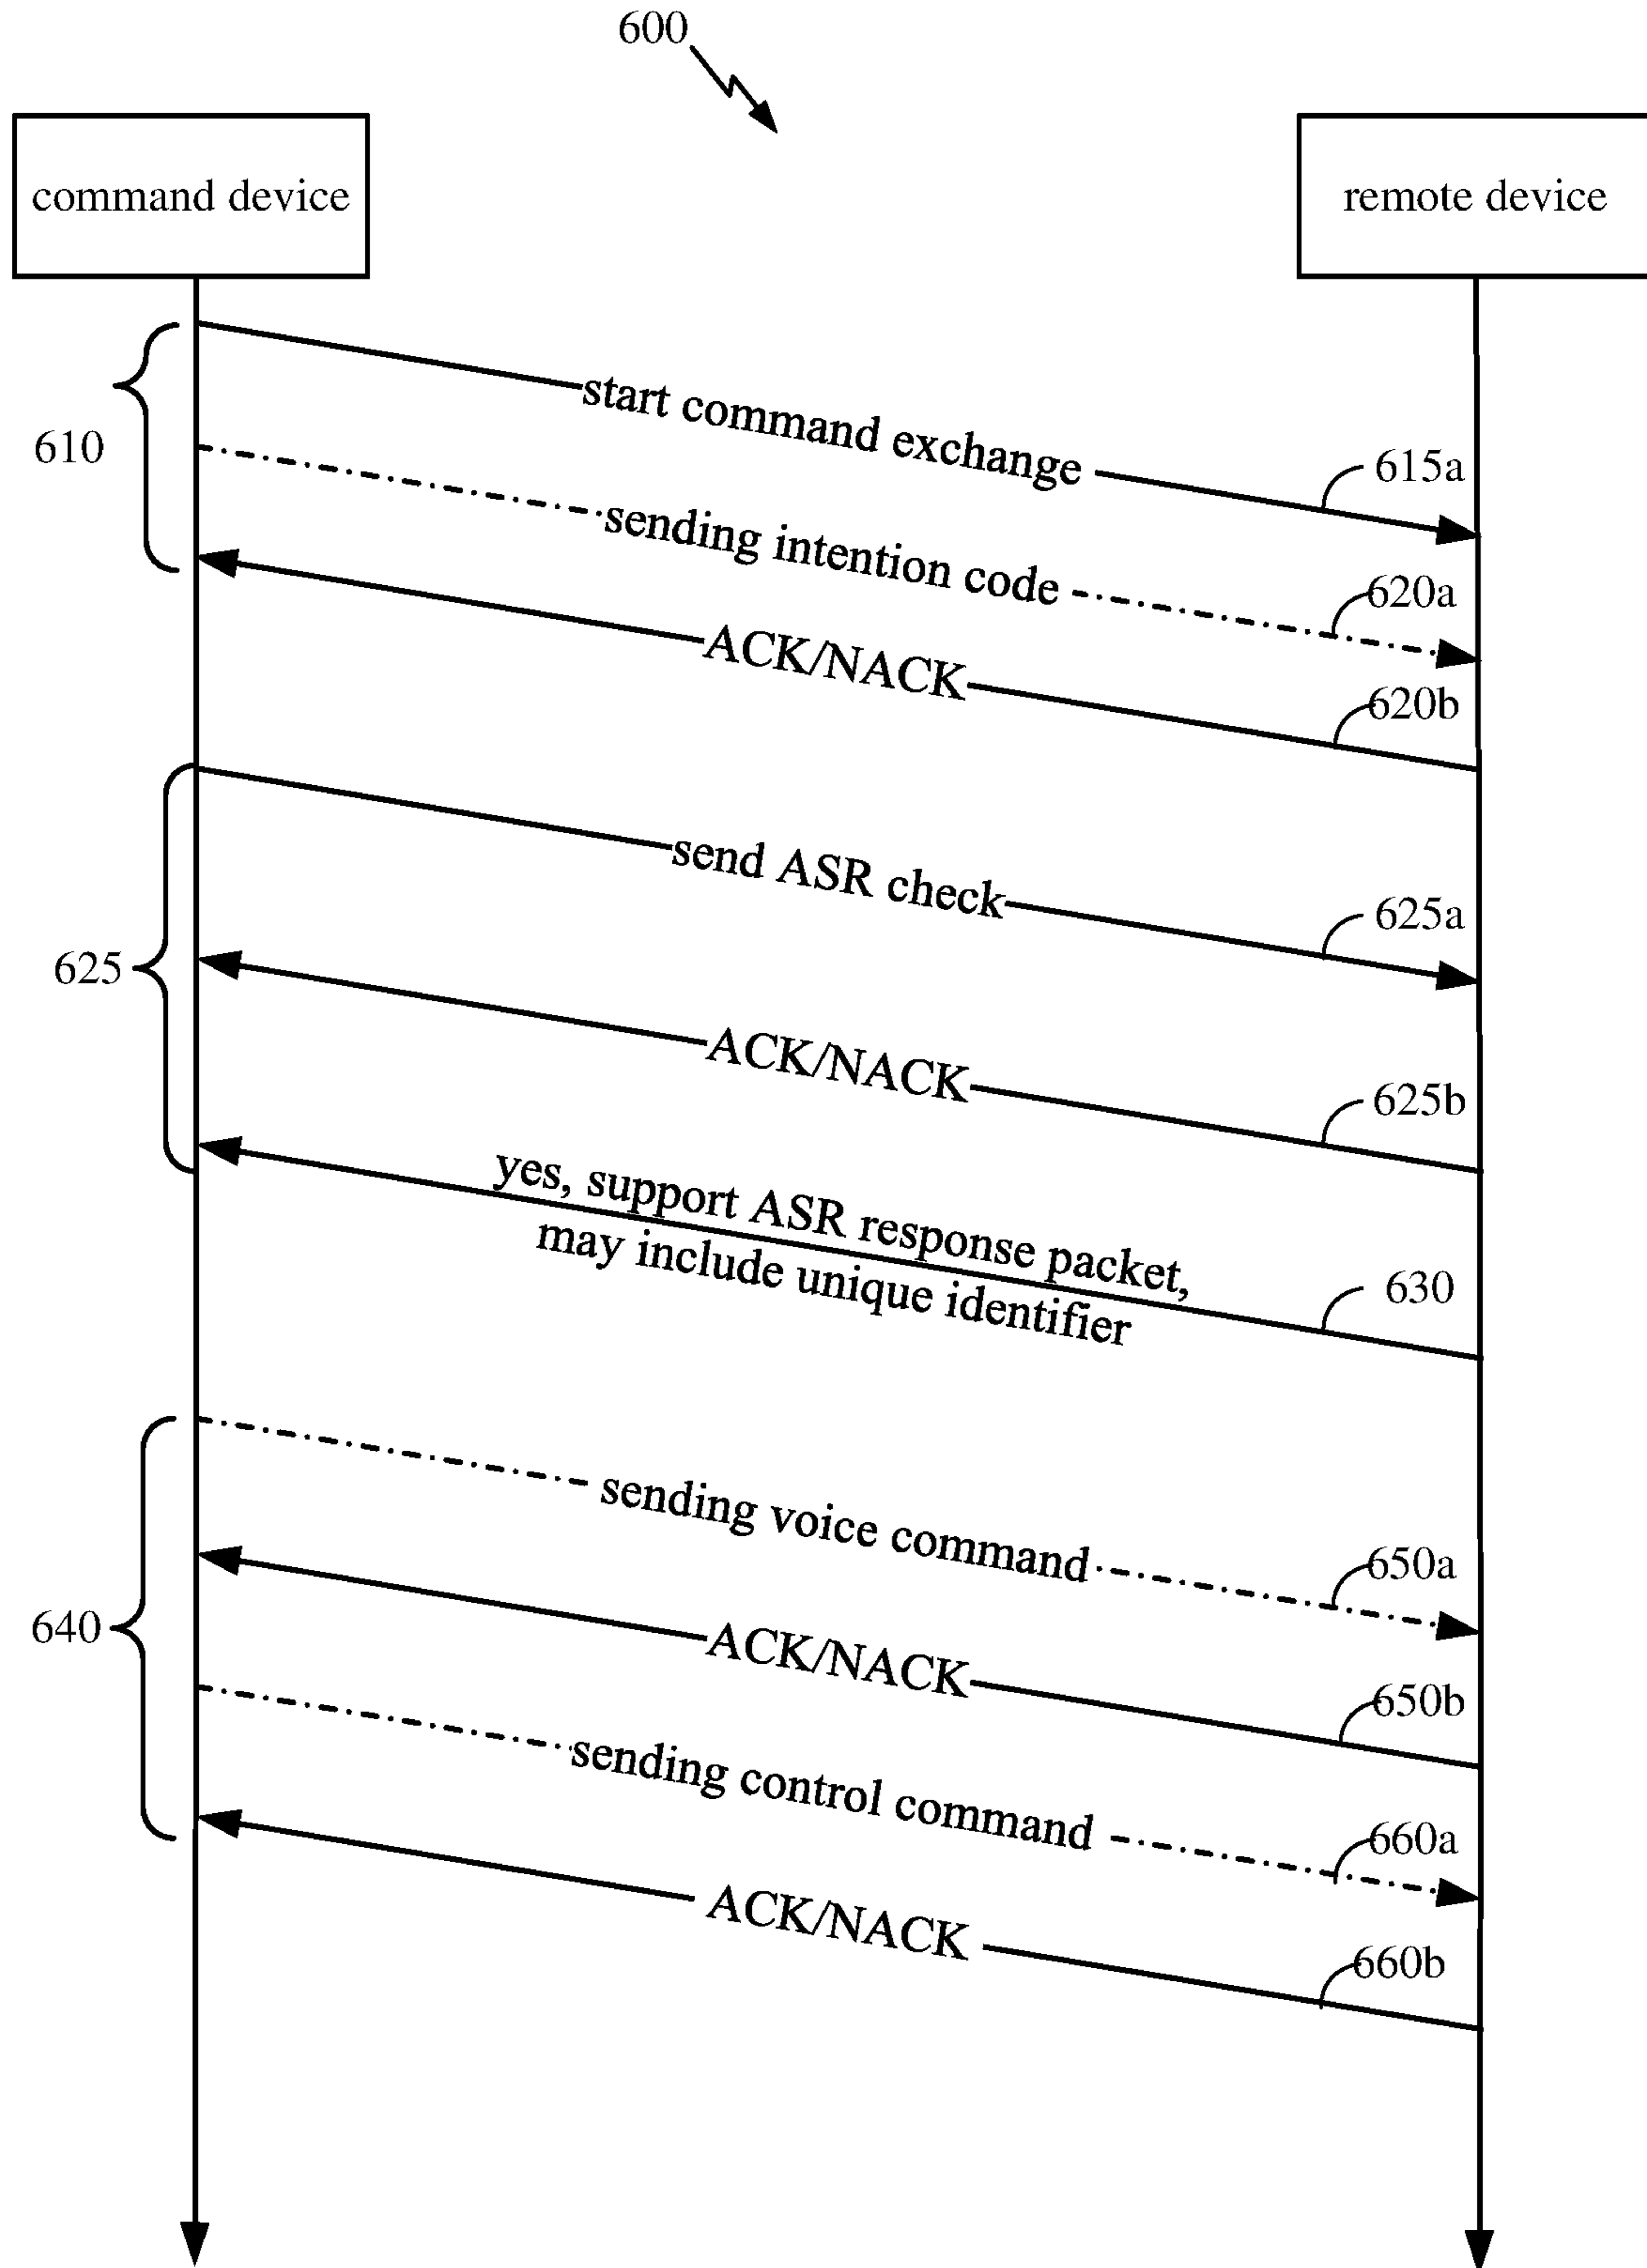 600
command device
remote device
610
start command exchange
615a
sending intention code
620a
ACK/NACK
620b
send ASR check
625a
625
ACK/NACK
625b
yes, support ASR response packet,
may include unique identifier
630
sending voice command
650a
640
ACK/NACK
650b
sending control command
660a
ACK/NACK
660b